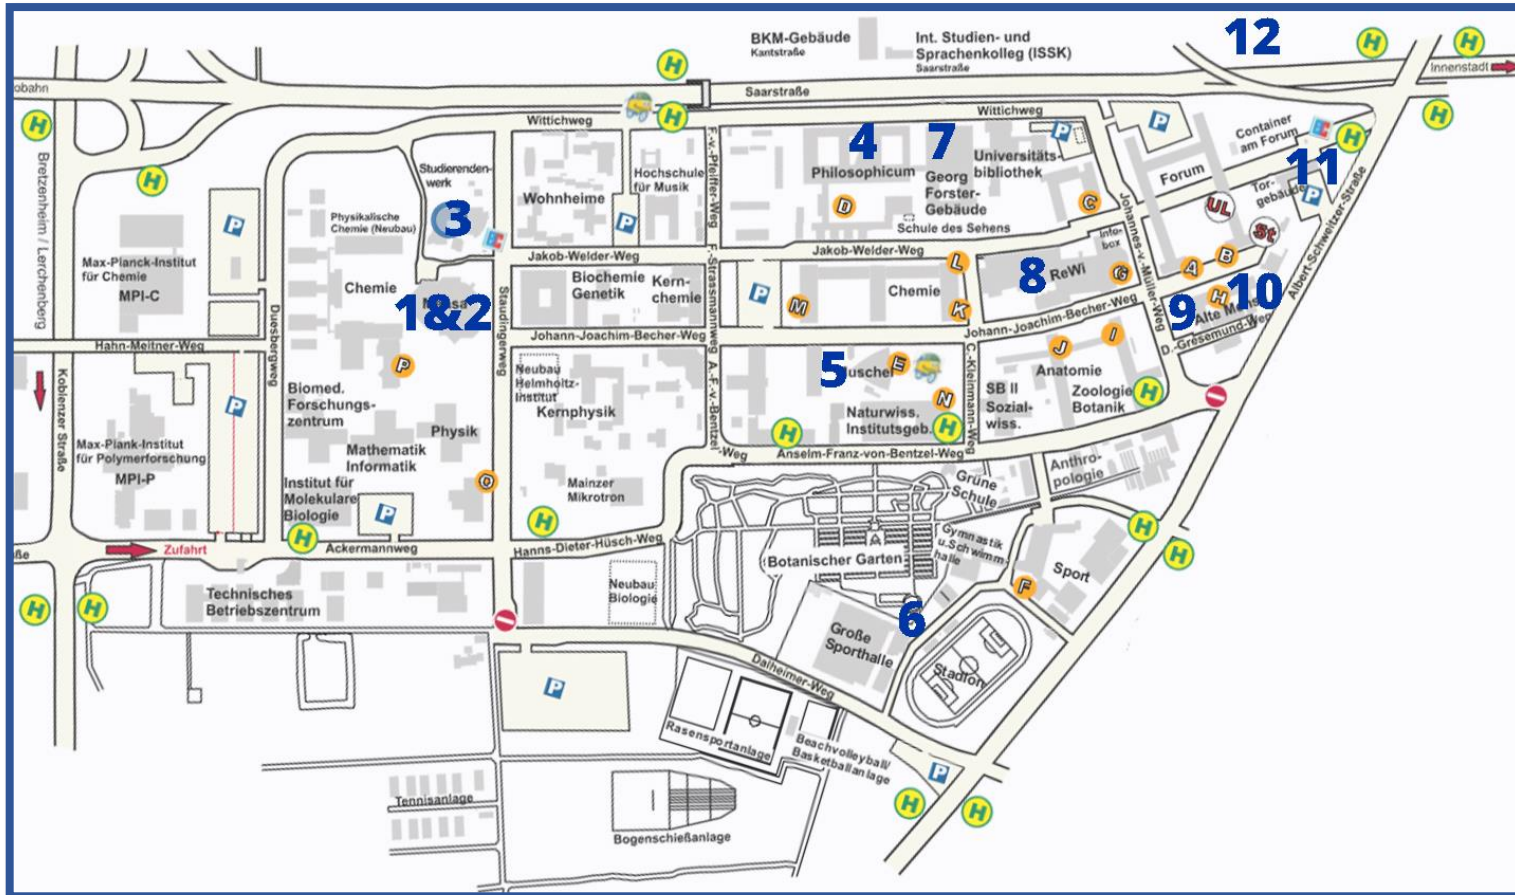 12
BKM-Gebäude
Kantstraße
Int. Studien- und
Sprachenkolleg (ISSK)
Saarstraße
H
H
H
Innenstadt
obahn
Saarstraße
H
H
H
H
Wittichweg
Wittichweg
P
P
EC
Container
am Forum
H
4
7
11
Bretzenheim / Lerchenberg
H
Studierenden-
werk
Hochschule
für Musik
F.-v.-Pfeiffer-Weg
Philosophicum
Georg
Forster-
Gebäude
Universitäts-
bibliothek
Forum
Tor-
gebäude
P
Wohnheime
P
P
Physikalische
Chemie (Neubau)
3
EC
D
C
UL
St
Schule des Sehens
Johannes-v.-Müller-Weg
Albert-Schweitzer-Straße
Max-Planck-Institut
für Chemie
MPI-C
Jakob-Welder-Weg
Jakob-Welder-Weg
Info-
box
Chemie
1&2
Staudingerweg
Biochemie
Genetik
Kern-
chemie
F.-Strassmannweg
P
M
Chemie
L
K
8
ReWi
G
A
B
H
9
10
Alte Mensa
D.-Gresemund-Weg
Duesbergweg
Hahn-Meitner-Weg
Johann-Joachim-Becher-Weg
Johann-Joachim-Becher-Weg
Koblenzer Straße
P
P
Biomed.
Forschungs-
zentrum
Neubau
Helmholtz-
Institut
Kernphysik
A.-F.-v.-Bentzel
-Weg
5
Muschel
E
N
Naturwiss.
Institutsgeb.
H
H
C.-Kleinmann-Weg
J
I
Anatomie
SB II
Sozial-
wiss.
Zoologie
Botanik
H
Max-Plank-Institut
für Polymerforschung
MPI-P
Physik
Mathematik
Informatik
O
Anselm-Franz-von-Bentzel-Weg
Anthro-
pologie
Institut für
Molekulare
Biologie
P
Mainzer
Mikrotron
Grüne
Schule
H
H
Zufahrt
Ackermannweg
Hanns-Dieter-Hüsch-Weg
Gymnastik
u.Schwimm-
halle
H
H
ße
Botanischer Garten
Sport
F
H
H
Technisches
Betriebszentrum
Neubau
Biologie
6
Große
Sporthalle
Stadion
Dalheimer-Weg
P
Rasensportanlage
Beachvolleyball/
Basketballanlage
P
H
H
Tennisanlage
Bogenschießanlage